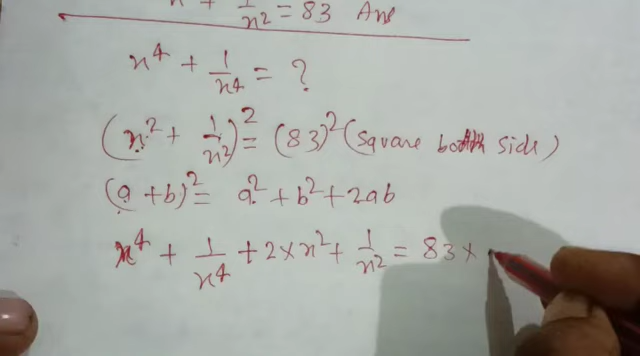 x² + 1/x² = 83 Ans
x⁴ + 1/x⁴ = ?
(x² + 1/x²)² = (83)² (Square both side)
(a + b)² = a² + b² + 2ab
x⁴ + 1/x⁴ + 2 × x² + 1/x² = 83 ×